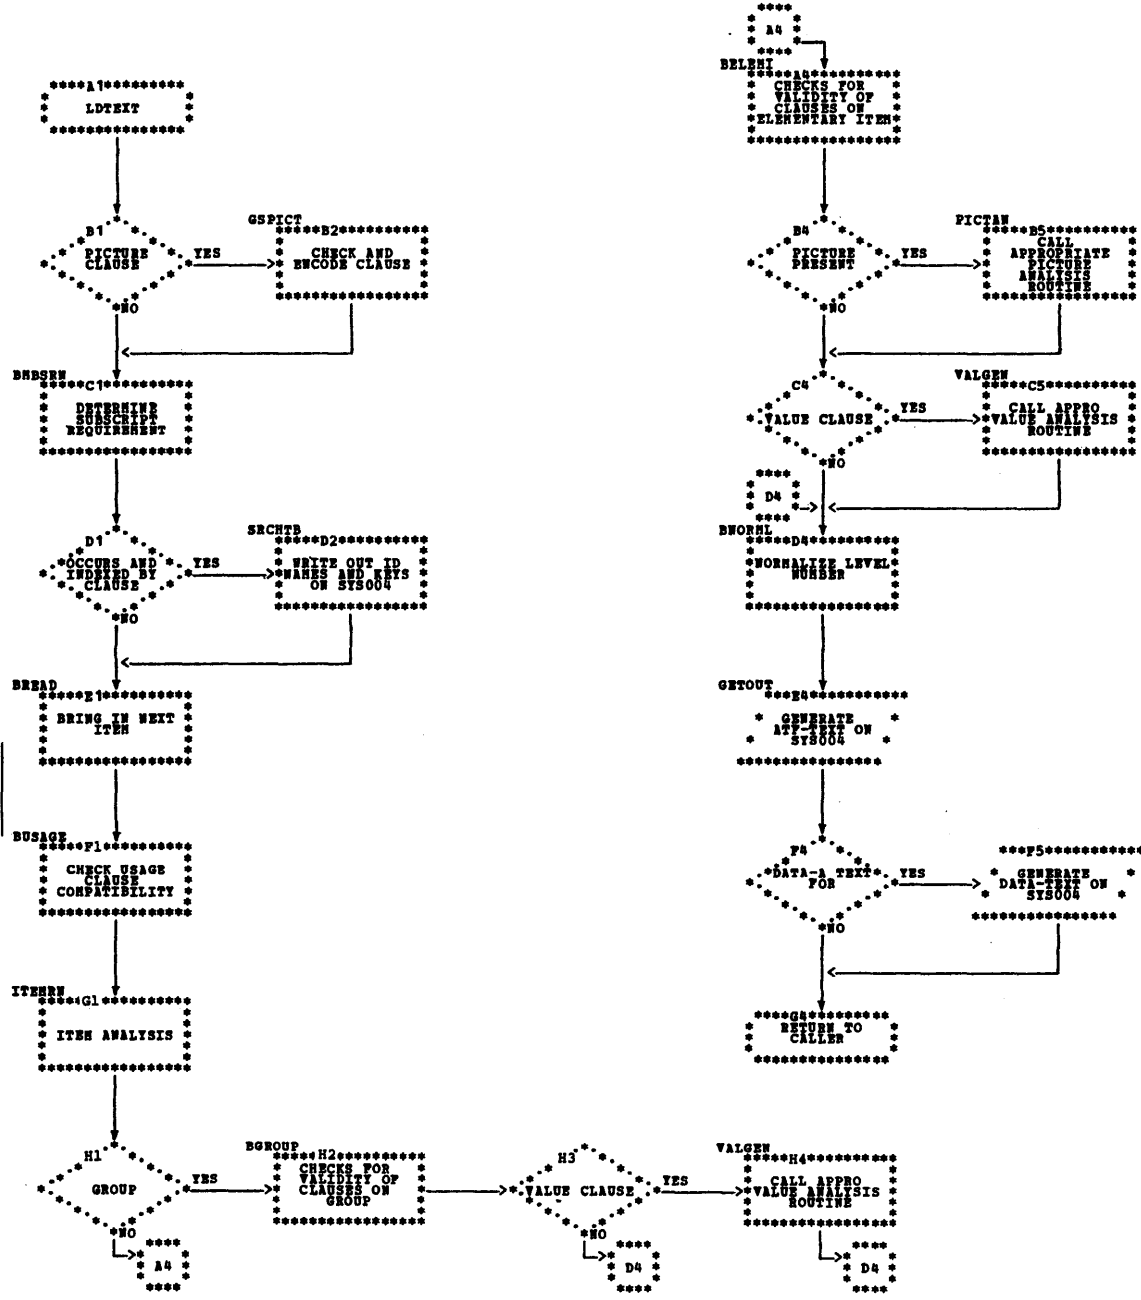 A1
LDTEXT
B1
PICTURE
CLAUSE
YES
NO
GSPICT
B2
CHECK AND
ENCODE CLAUSE
BMBSRN
C1
DETERMINE
SUBSCRIPT
REQUIREMENT
D1
OCCURS AND
INDEXED BY
CLAUSE
YES
NO
SRCHTB
D2
WRITE OUT ID
NAMES AND KEYS
ON SYS004
BREAD
E1
BRING IN NEXT
ITEM
BUSAGE
F1
CHECK USAGE
CLAUSE
COMPATIBILITY
ITEMRN
G1
ITEM ANALYSIS
H1
GROUP
YES
NO
A4
BGROUP
H2
CHECKS FOR
VALIDITY OF
CLAUSES ON
GROUP
H3
VALUE CLAUSE
YES
NO
D4
VALGEN
H4
CALL APPRO
VALUE ANALYSIS
ROUTINE
D4
A4
BELEMI
A4
CHECKS FOR
VALIDITY OF
CLAUSES ON
ELEMENTARY ITEM
B4
PICTURE
PRESENT
YES
NO
PICTAN
B5
CALL
APPROPRIATE
PICTURE
ANALYSIS
ROUTINE
C4
VALUE CLAUSE
YES
NO
VALGEN
C5
CALL APPRO
VALUE ANALYSIS
ROUTINE
D4
BNORML
D4
NORMALIZE LEVEL
NUMBER
GETOUT
E4
GENERATE
ATF-TEXT ON
SYS004
F4
DATA-A TEXT
FOR
YES
NO
F5
GENERATE
DATA-TEXT ON
SYS004
G4
RETURN TO
CALLER